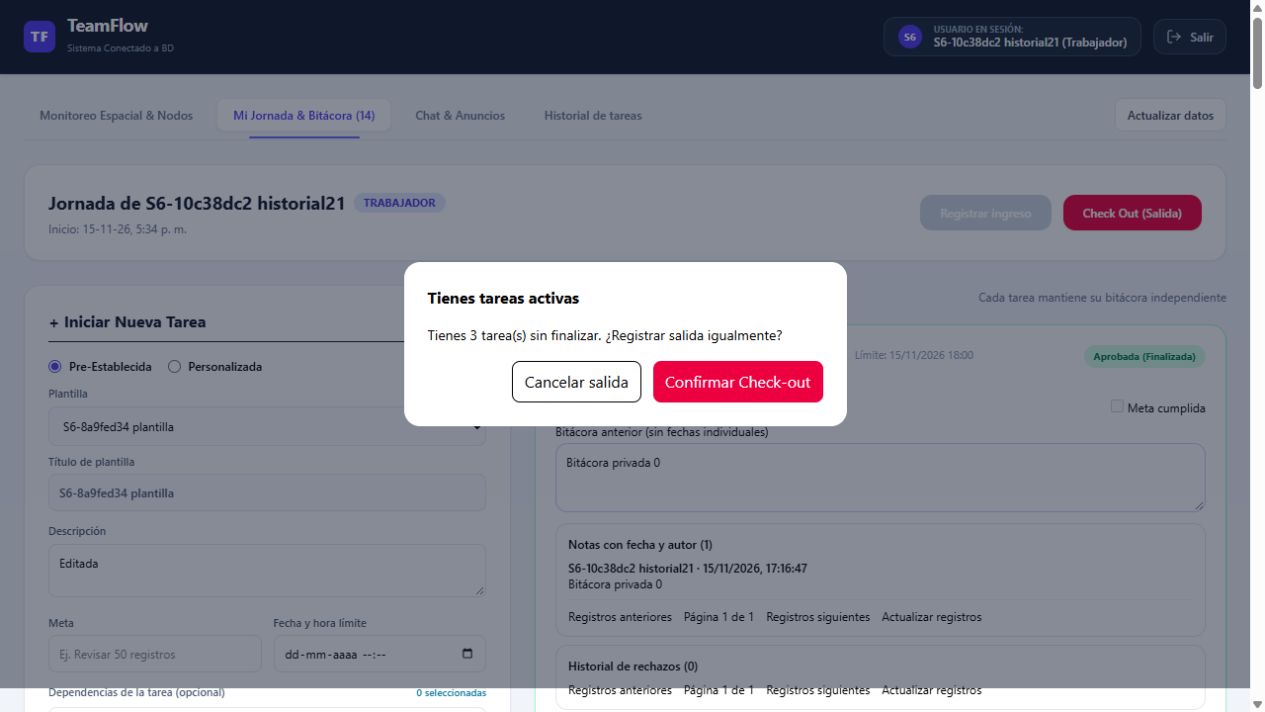 TF
TeamFlow
Sistema Conectado a BD
S6
USUARIO EN SESIÓN:
S6-10c38dc2 historial21 (Trabajador)
Salir
Monitoreo Espacial & Nodos
Mi Jornada & Bitácora (14)
Chat & Anuncios
Historial de tareas
Actualizar datos
Jornada de S6-10c38dc2 historial21
TRABAJADOR
Inicio: 15-11-26, 5:34 p. m.
Registrar ingreso
Check Out (Salida)
Tienes tareas activas
Tienes 3 tarea(s) sin finalizar. ¿Registrar salida igualmente?
Cancelar salida
Confirmar Check-out
+ Iniciar Nueva Tarea
Pre-Establecida
Personalizada
Plantilla
S6-8a9fed34 plantilla
Título de plantilla
S6-8a9fed34 plantilla
Descripción
Editada
Meta
Fecha y hora límite
Ej. Revisar 50 registros
dd-mm-aaaa --:--
Dependencias de la tarea (opcional)
0 seleccionadas
Cada tarea mantiene su bitácora independiente
Límite: 15/11/2026 18:00
Aprobada (Finalizada)
Meta cumplida
Bitácora anterior (sin fechas individuales)
Bitácora privada 0
Notas con fecha y autor (1)
S6-10c38dc2 historial21 · 15/11/2026, 17:16:47
Bitácora privada 0
Registros anteriores Página 1 de 1 Registros siguientes Actualizar registros
Historial de rechazos (0)
Registros anteriores Página 1 de 1 Registros siguientes Actualizar registros